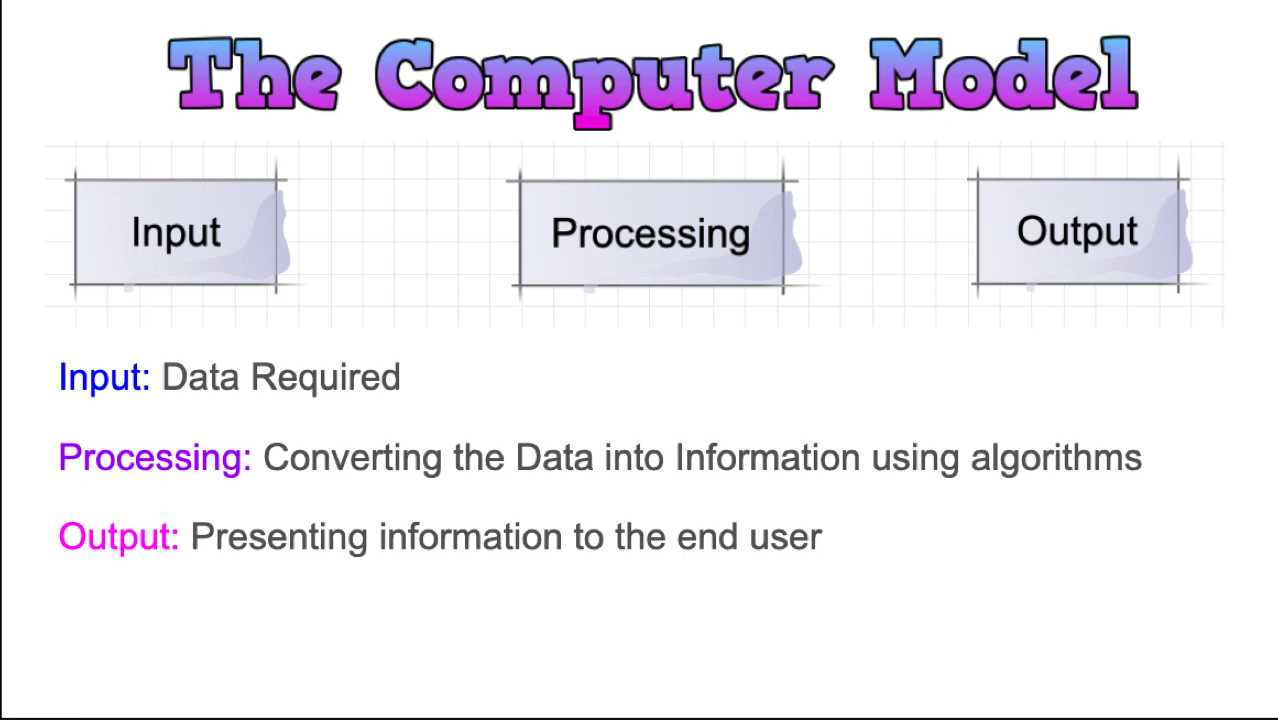 The Computer Model
Input Processing Output
Input: Data Required
Processing: Converting the Data into Information using algorithms
Output: Presenting information to the end user